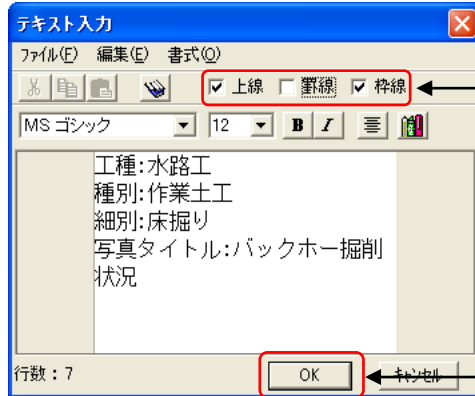 テキスト入力
ファイル(F) 編集(E) 書式(O)
上線 罫線 枠線
MS ゴシック 12 B I
工種:水路工
種別:作業土工
細別:床掘り
写真タイトル:バックホー掘削
状況
行数:7 OK キャンセル